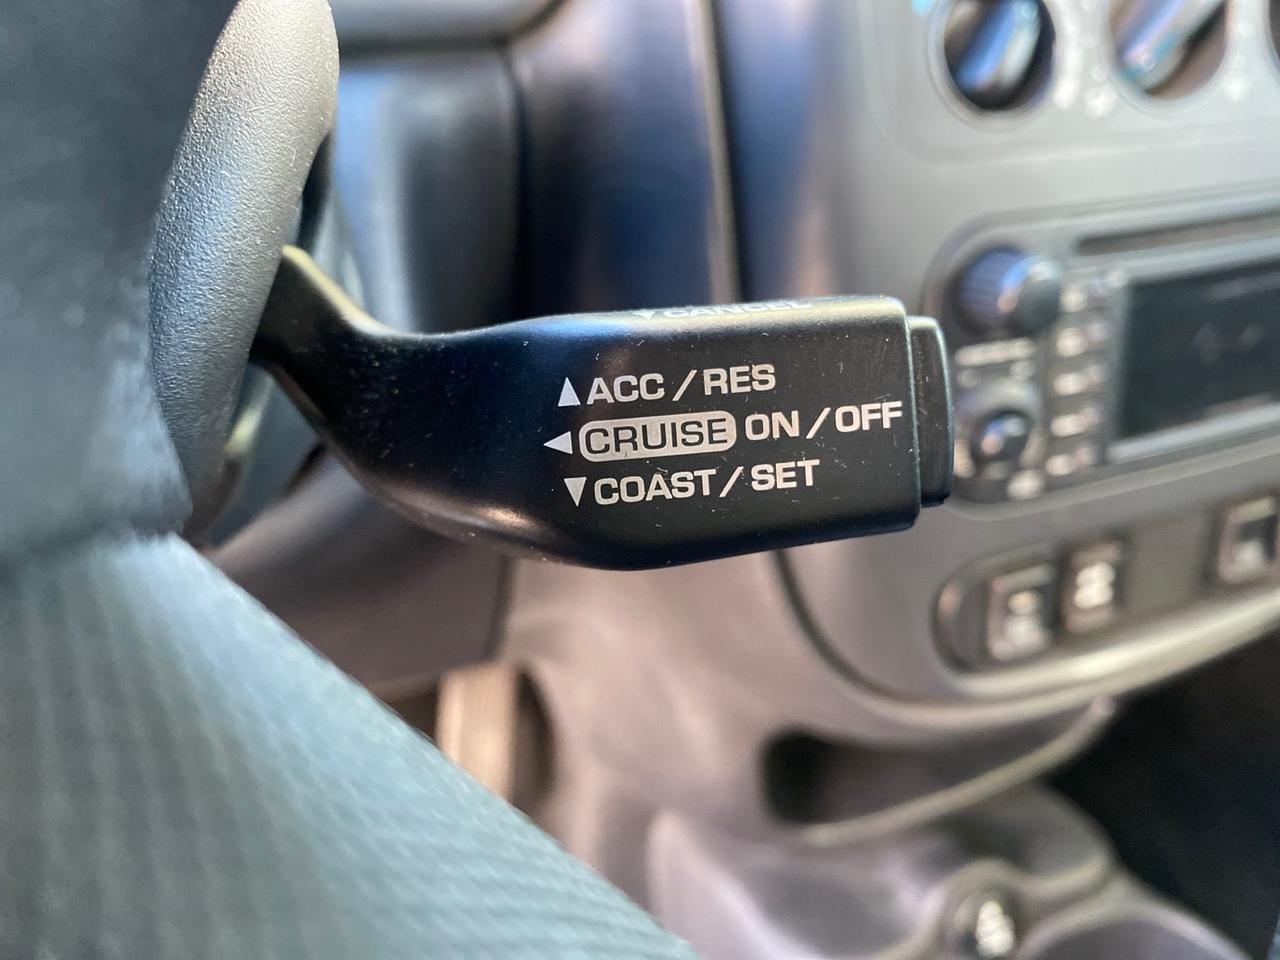 ▼CANCEL
▲ACC/RES
◀CRUISE ON/OFF
▼COAST/SET